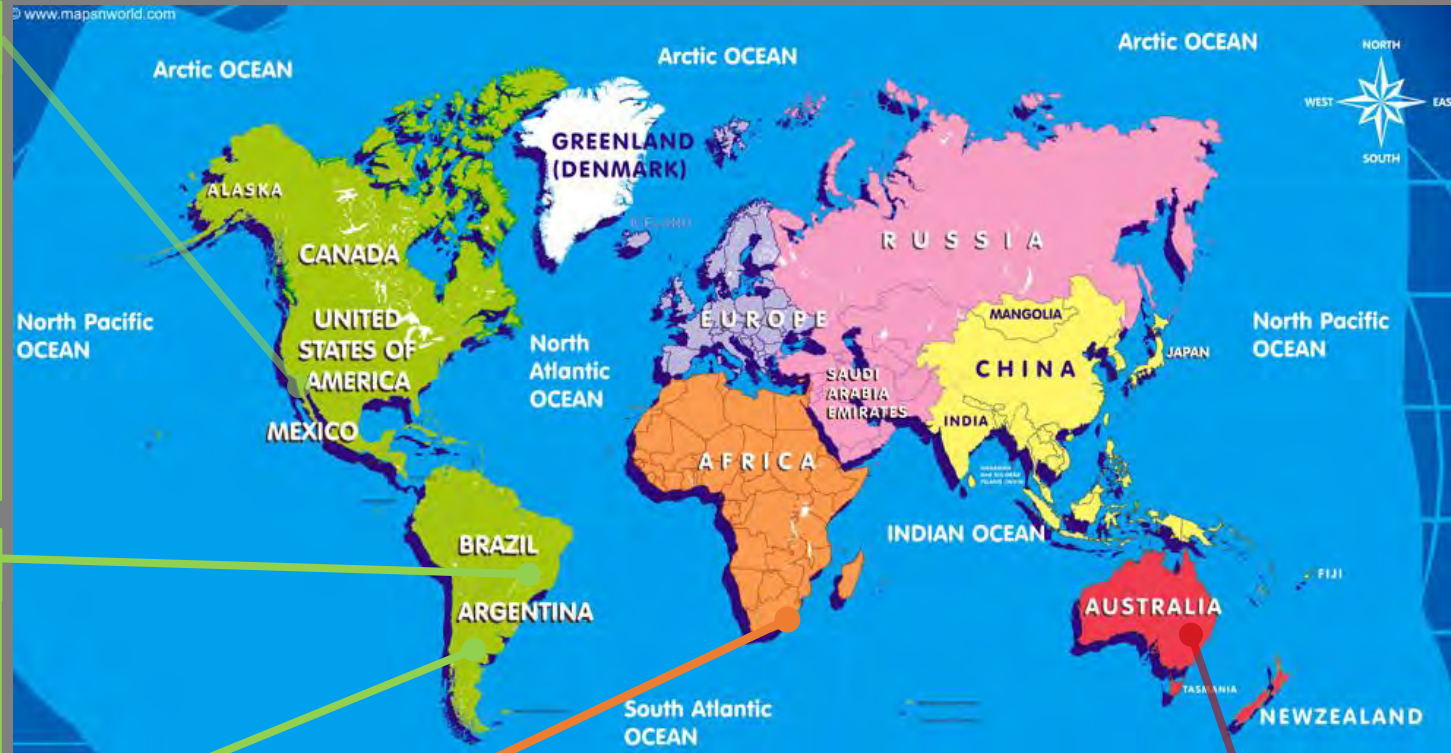 © www.mapsnworld.com
Arctic OCEAN
Arctic OCEAN
Arctic OCEAN
NORTH
WEST
EAS
SOUTH
GREENLAND
(DENMARK)
ALASKA
CANADA
RUSSIA
North Pacific
OCEAN
UNITED
STATES OF
AMERICA
North
Atlantic
OCEAN
EUROPE
MANGOLIA
CHINA
JAPAN
North Pacific
OCEAN
SAUDI
ARABIA
EMIRATES
INDIA
MEXICO
AFRICA
INDIAN OCEAN
BRAZIL
ARGENTINA
FIJI
AUSTRALIA
TASMANIA
NEWZEALAND
South Atlantic
OCEAN